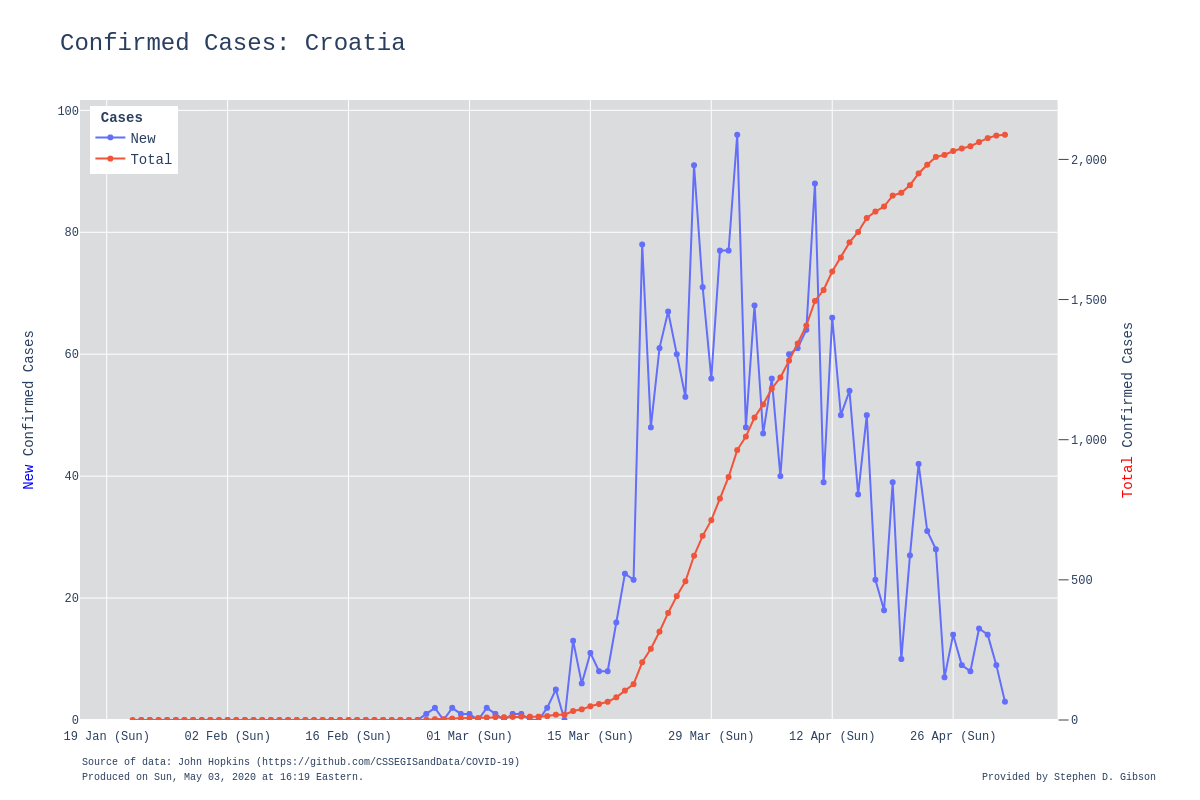 Confirmed Cases: Croatia
Cases
New
Total
100
80
60
40
20
0
2,000
1,500
1,000
500
0
New Confirmed Cases
Total Confirmed Cases
19 Jan (Sun)
02 Feb (Sun)
16 Feb (Sun)
01 Mar (Sun)
15 Mar (Sun)
29 Mar (Sun)
12 Apr (Sun)
26 Apr (Sun)
Source of data: John Hopkins (https://github.com/CSSEGISandData/COVID-19)
Produced on Sun, May 03, 2020 at 16:19 Eastern.
Provided by Stephen D. Gibson